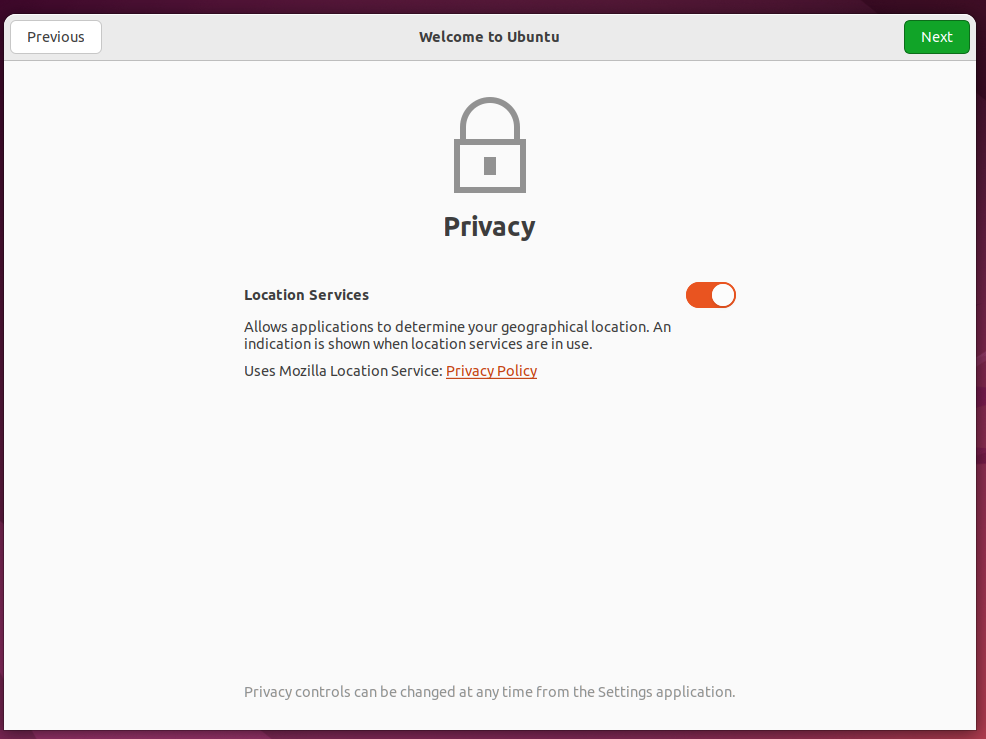 Previous
Welcome to Ubuntu
Next
Privacy
Location Services
Allows applications to determine your geographical location. An
indication is shown when location services are in use.
Uses Mozilla Location Service: Privacy Policy
Privacy controls can be changed at any time from the Settings application.